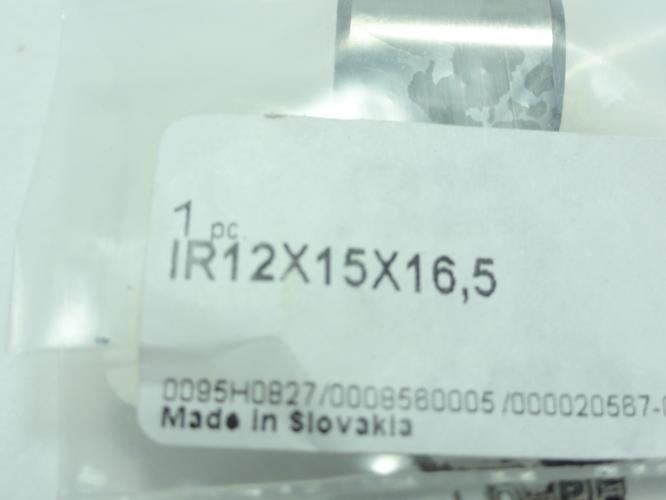 1 pc
IR12X15X16,5
0095H0827/0008580005/000020587-
Made in Slovakia